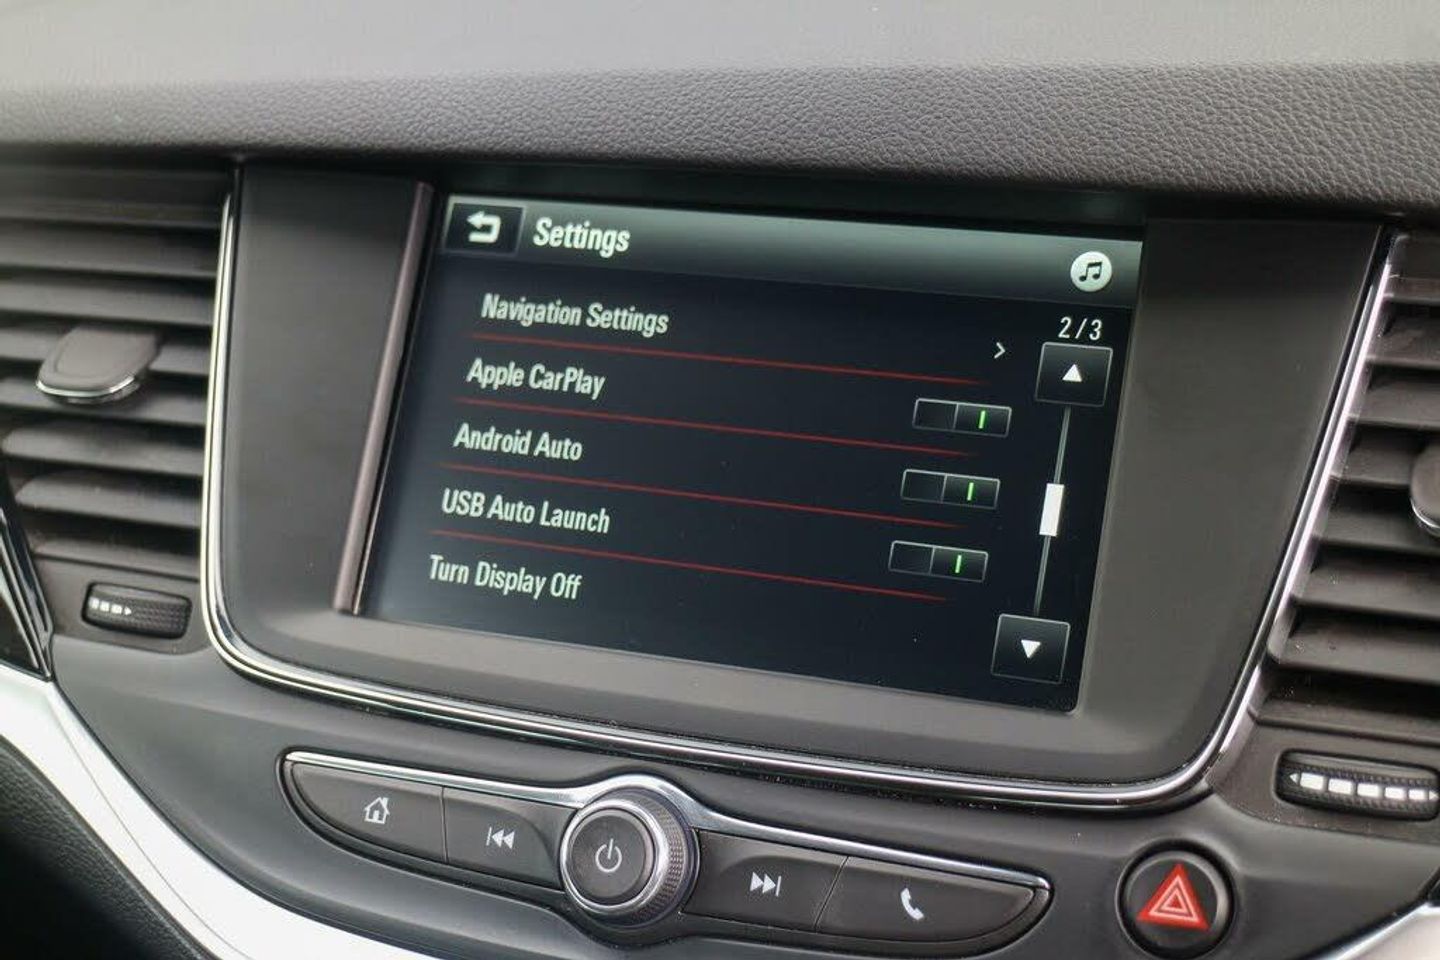 Settings
2/3
Navigation Settings
Apple CarPlay
Android Auto
USB Auto Launch
Turn Display Off